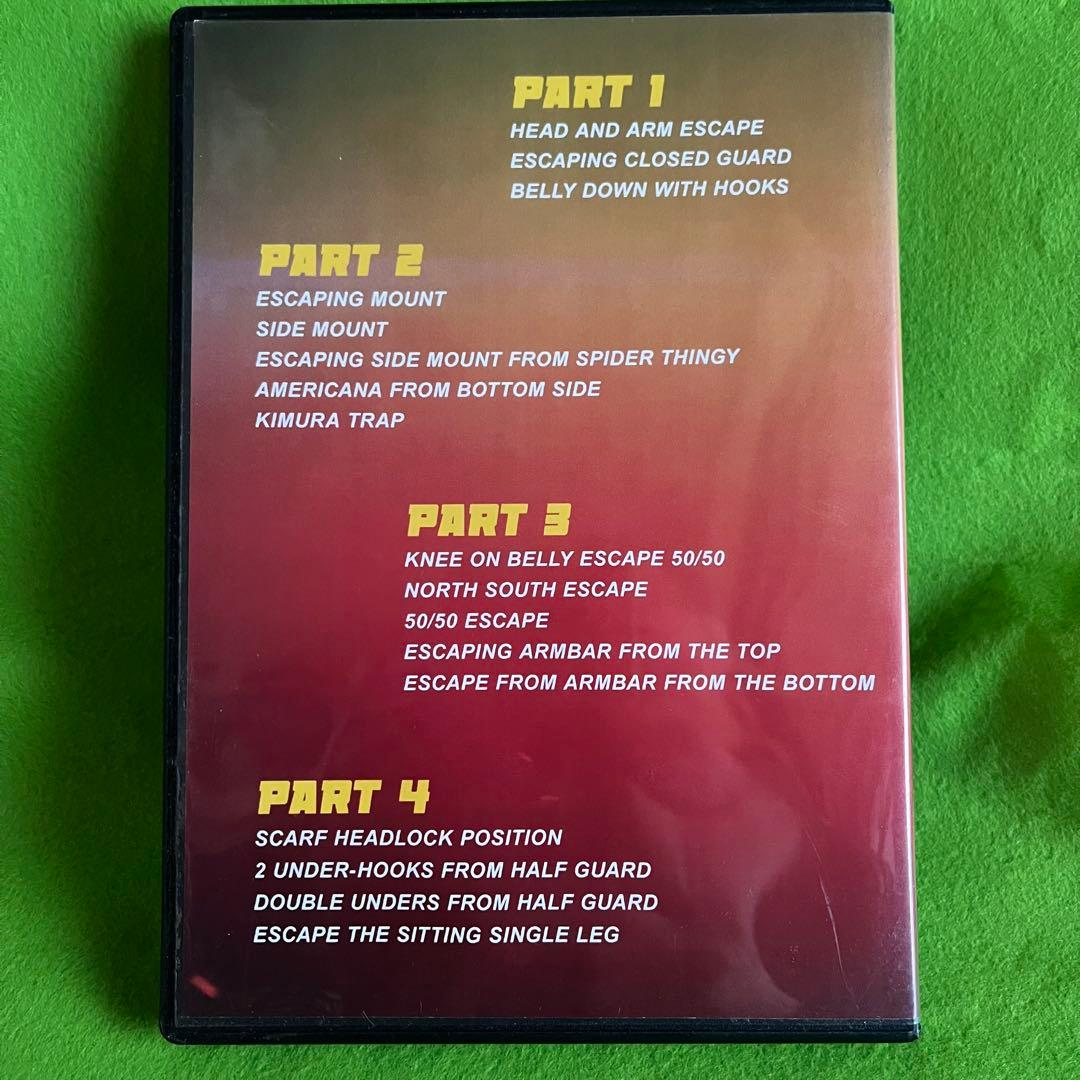 PART 1
HEAD AND ARM ESCAPE
ESCAPING CLOSED GUARD
BELLY DOWN WITH HOOKS
PART 2
ESCAPING MOUNT
SIDE MOUNT
ESCAPING SIDE MOUNT FROM SPIDER THINGY
AMERICANA FROM BOTTOM SIDE
KIMURA TRAP
PART 3
KNEE ON BELLY ESCAPE 50/50
NORTH SOUTH ESCAPE
50/50 ESCAPE
ESCAPING ARMBAR FROM THE TOP
ESCAPE FROM ARMBAR FROM THE BOTTOM
PART 4
SCARF HEADLOCK POSITION
2 UNDER-HOOKS FROM HALF GUARD
DOUBLE UNDERS FROM HALF GUARD
ESCAPE THE SITTING SINGLE LEG